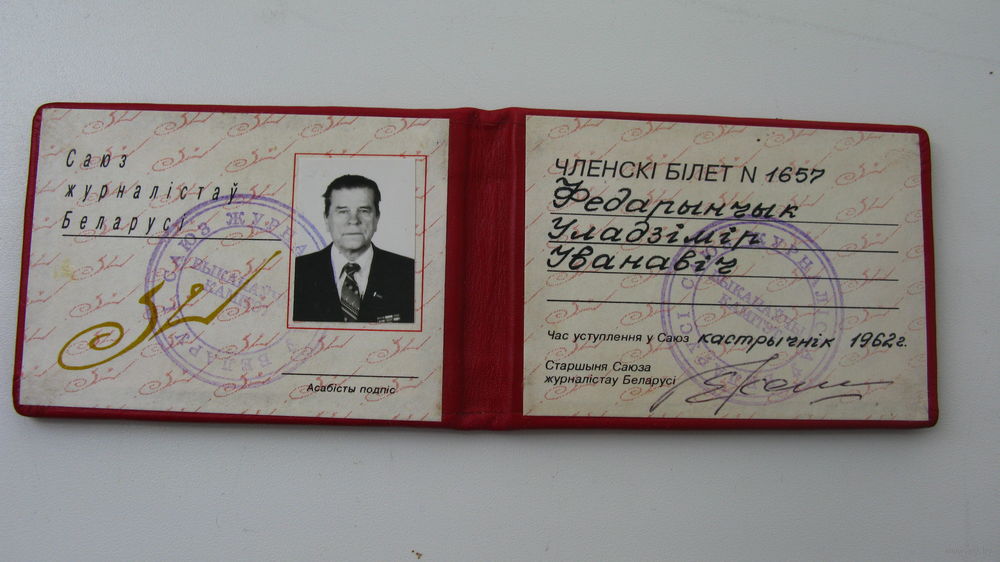 Саюз
журналістаў
Беларусі
Асабісты подпіс
ЧЛЕНСКІ БІЛЕТ N 1657
Федарынчык
Уладзімір
Іванавіч
Час уступлення у Саюз кастрычнік 1962г.
Старшыня Саюза
журналістау Беларусі